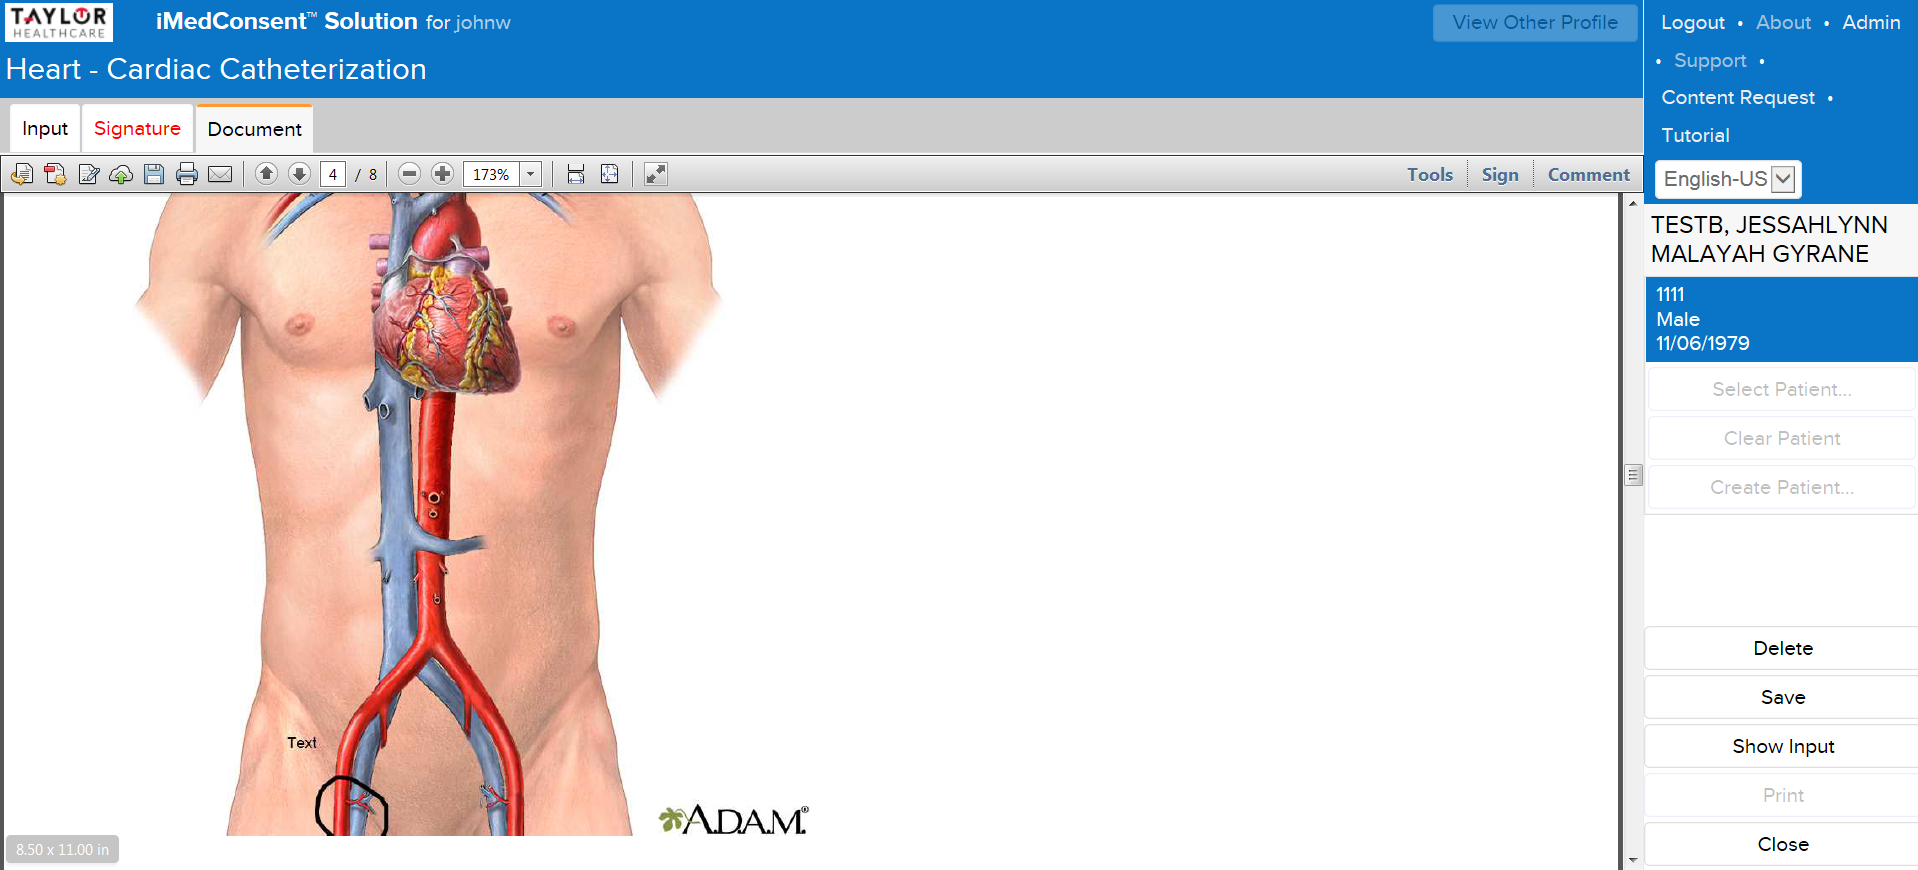 TAYLOR
HEALTHCARE
iMedConsent™ Solution for johnw
View Other Profile
Logout • About • Admin
• Support •
Content Request •
Tutorial
English-US
Heart - Cardiac Catheterization
Input
Signature
Document
4 / 8
173%
Tools
Sign
Comment
TESTB, JESSAHLYNN
MALAYAH GYRANE
1111
Male
11/06/1979
Select Patient...
Clear Patient
Create Patient...
Delete
Save
Show Input
Print
Close
Text
A.D.A.M.®
8.50 x 11.00 in